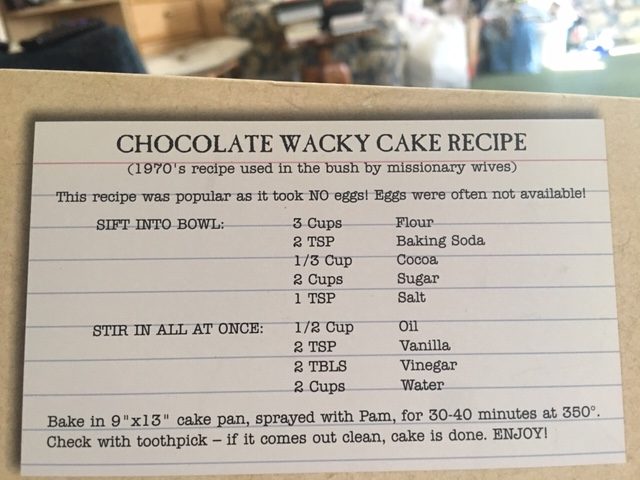 CHOCOLATE WACKY CAKE RECIPE
(1970's recipe used in the bush by missionary wives)
This recipe was popular as it took NO eggs! Eggs were often not available!
SIFT INTO BOWL: 3 Cups Flour
2 TSP Baking Soda
1/3 Cup Cocoa
2 Cups Sugar
1 TSP Salt
STIR IN ALL AT ONCE: 1/2 Cup Oil
2 TSP Vanilla
2 TBLS Vinegar
2 Cups Water
Bake in 9"x13" cake pan, sprayed with Pam, for 30-40 minutes at 350°.
Check with toothpick – if it comes out clean, cake is done. ENJOY!